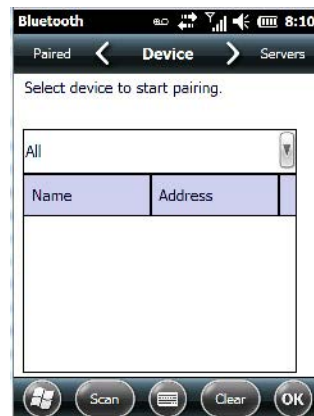 Bluetooth 8:10
Paired Device Servers
Select device to start pairing.
All
Name Address
Scan Clear OK